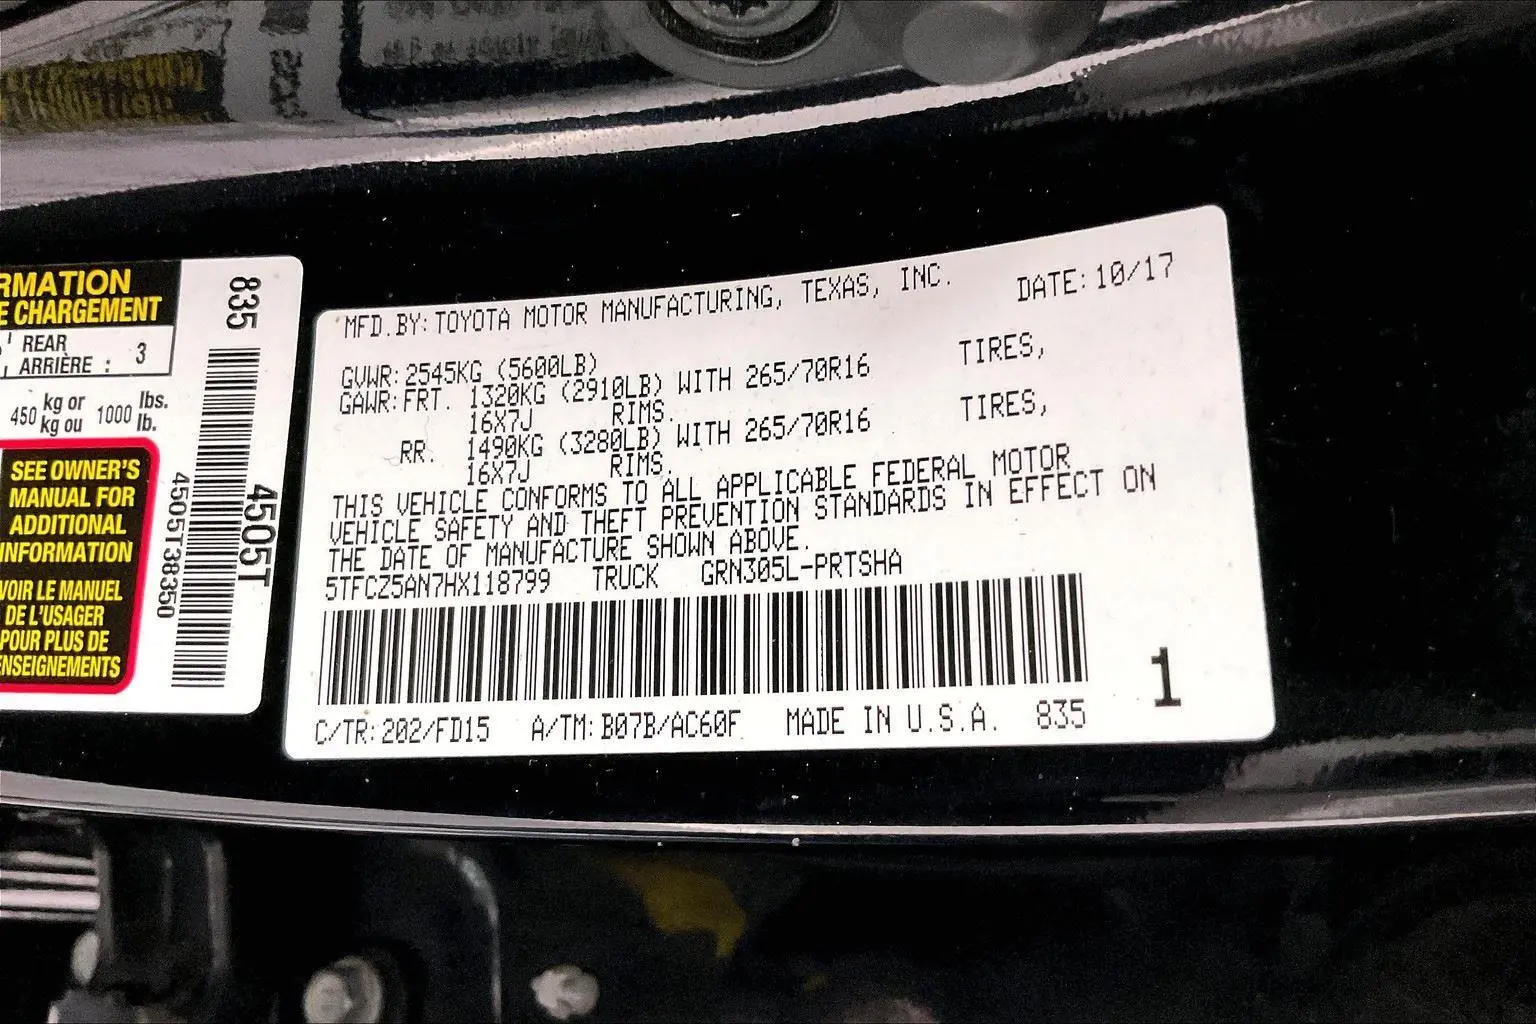 RMATION
E CHARGEMENT
REAR
ARRIÈRE : 3
450 kg or
kg ou 1000 lbs.
lb.
SEE OWNER'S
MANUAL FOR
ADDITIONAL
INFORMATION
VOIR LE MANUEL
DE L'USAGER
POUR PLUS DE
ENSEIGNEMENTS
835
4505T38350
4505T
MFD.BY:TOYOTA MOTOR MANUFACTURING, TEXAS, INC. DATE:10/17
GVWR:2545KG (5600LB)
GAWR:FRT. 1320KG (2910LB) WITH 265/70R16 TIRES,
16X7J RIMS.
RR. 1490KG (3280LB) WITH 265/70R16 TIRES,
16X7J RIMS.
THIS VEHICLE CONFORMS TO ALL APPLICABLE FEDERAL MOTOR
VEHICLE SAFETY AND THEFT PREVENTION STANDARDS IN EFFECT ON
THE DATE OF MANUFACTURE SHOWN ABOVE.
5TFCZ5AN7HX118799 TRUCK GRN305L-PRTSHA
1
C/TR:202/FD15 A/TM:B07B/AC60F MADE IN U.S.A. 835